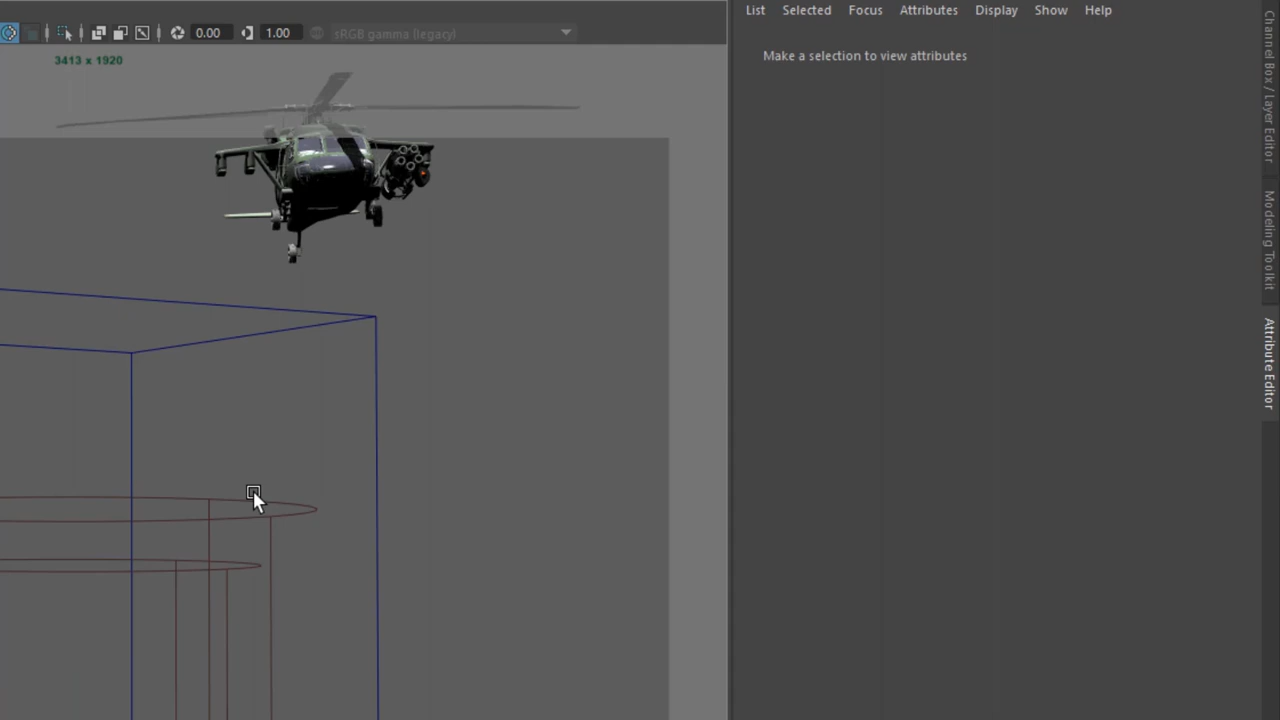 List Selected Focus Attributes Display Show Help
0.00 1.00 sRGB gamma (legacy)
3413 x 1920
Make a selection to view attributes
Channel Box / Layer Editor
Modeling Toolkit
Attribute Editor